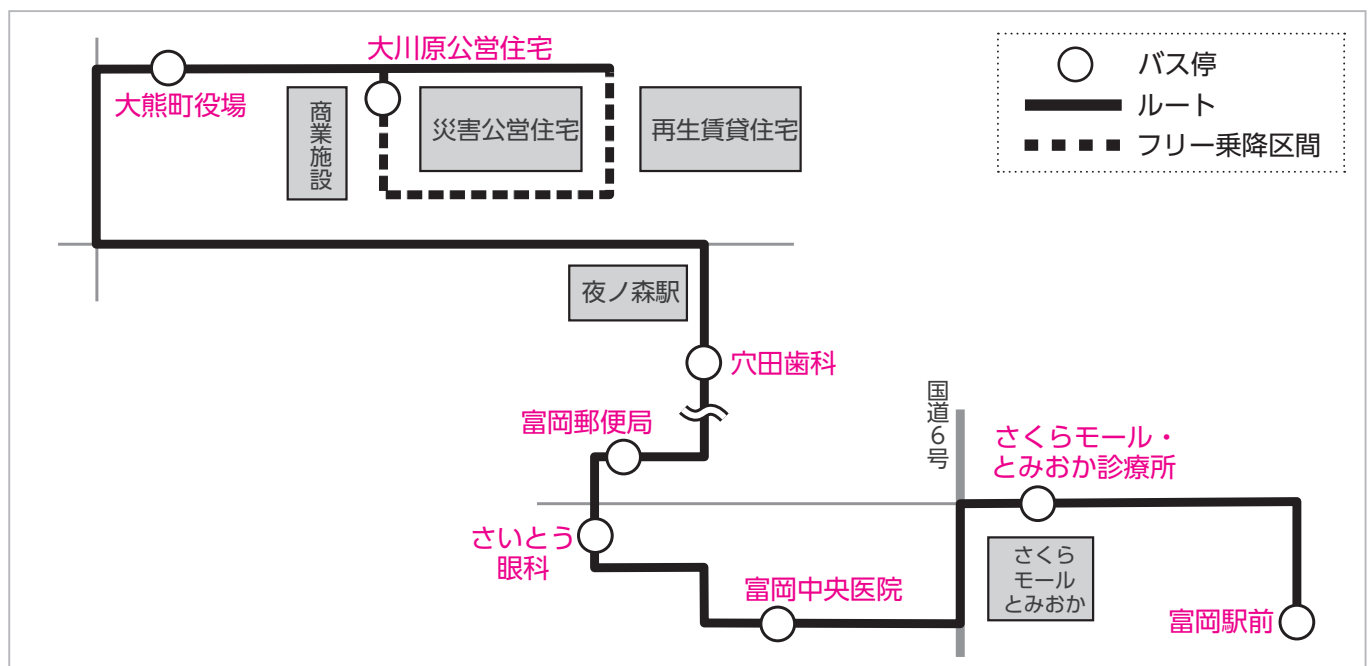 大川原公営住宅
大熊町役場
商業施設
災害公営住宅
再生賃貸住宅
バス停
ルート
フリー乗降区間
夜ノ森駅
穴田歯科
富岡郵便局
国道6号
さくらモール・
とみおか診療所
さいとう
眼科
さくら
モール
とみおか
富岡中央医院
富岡駅前